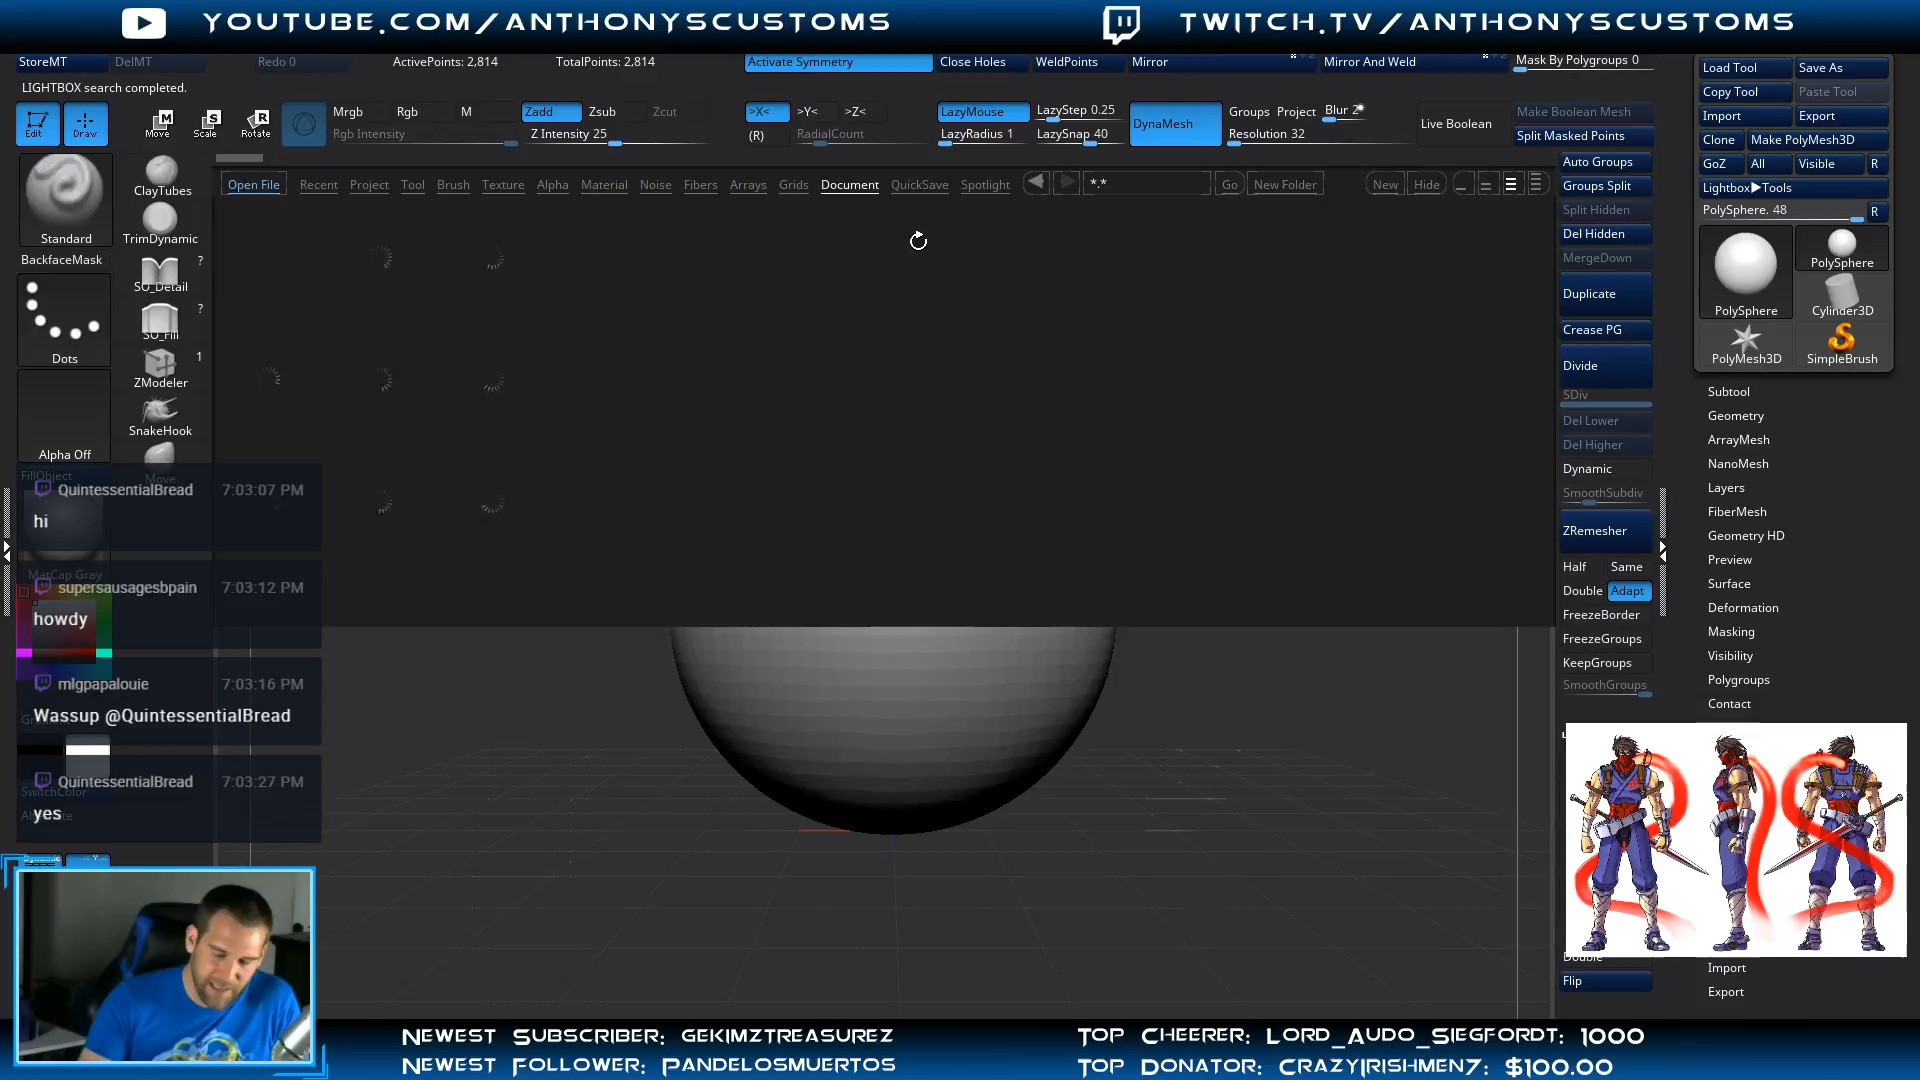 YOUTUBE.COM/ANTHONYSCUSTOMS
TWITCH.TV/ANTHONYSCUSTOMS
StoreMT
DelMT
Redo 0
ActivePoints: 2,814
TotalPoints: 2,814
Activate Symmetry
Close Holes
WeldPoints
Mirror
Mirror And Weld
Mask By Polygroups 0
LIGHTBOX search completed.
Edit
Draw
Move
Scale
Rotate
Mrgb
Rgb
M
Rgb Intensity
Zadd
Zsub
Zcut
Z Intensity 25
>X<
>Y<
>Z<
(R)
RadialCount
LazyMouse
LazyStep 0.25
LazyRadius 1
LazySnap 40
DynaMesh
Groups
Project
Blur 2
Resolution 32
Live Boolean
Make Boolean Mesh
Split Masked Points
Open File
Recent
Project
Tool
Brush
Texture
Alpha
Material
Noise
Fibers
Arrays
Grids
Document
QuickSave
Spotlight
*.*
Go
New Folder
New
Hide
Standard
BackfaceMask
Dots
Alpha Off
FillObject
MatCap Gray
SwitchColor
ClayTubes
TrimDynamic
?
SO_Detail
?
SO_Fill
1
ZModeler
SnakeHook
Move
QuintessentialBread 7:03:07 PM
hi
supersausagesbpain 7:03:12 PM
howdy
mlgpapalouie 7:03:16 PM
Wassup @QuintessentialBread
QuintessentialBread 7:03:27 PM
yes
Auto Groups
Groups Split
Split Hidden
Del Hidden
MergeDown
Duplicate
Crease PG
Divide
SDiv
Del Lower
Del Higher
Dynamic
SmoothSubdiv
ZRemesher
Half
Same
Double
Adapt
FreezeBorder
FreezeGroups
KeepGroups
SmoothGroups
Double
Flip
Load Tool
Save As
Copy Tool
Paste Tool
Import
Export
Clone
Make PolyMesh3D
GoZ
All
Visible
R
Lightbox▶Tools
PolySphere. 48
R
PolySphere
PolySphere
Cylinder3D
PolyMesh3D
SimpleBrush
Subtool
Geometry
ArrayMesh
NanoMesh
Layers
FiberMesh
Geometry HD
Preview
Surface
Deformation
Masking
Visibility
Polygroups
Contact
Import
Export
Newest Subscriber: gekimztreasurez
Newest Follower: Pandelosmuertos
Top Cheerer: Lord_Audo_Siegfordt: 1000
Top Donator: CrazyIrishmen7: $100.00